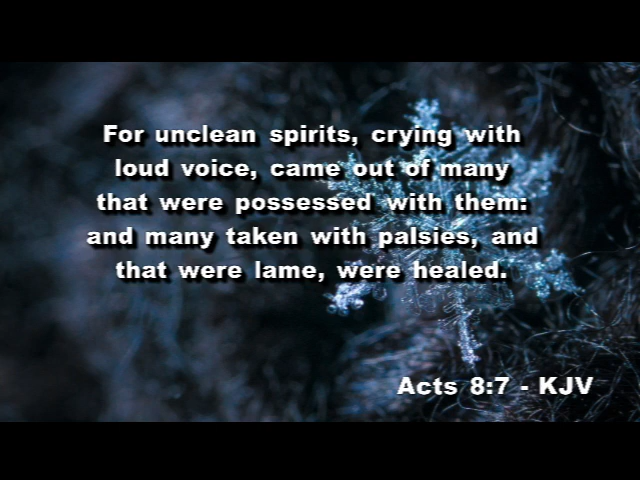 For unclean spirits, crying with
loud voice, came out of many
that were possessed with them:
and many taken with palsies, and
that were lame, were healed.
Acts 8:7 - KJV